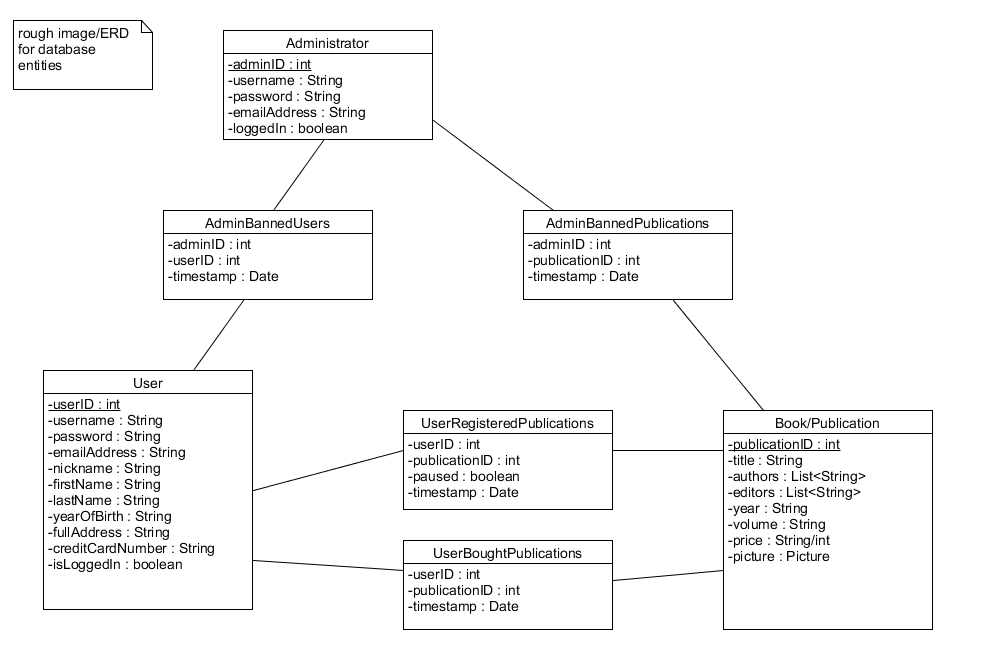 rough image/ERD
for database
entities
Administrator
-adminID : int
-username : String
-password : String
-emailAddress : String
-loggedIn : boolean
AdminBannedUsers
-adminID : int
-userID : int
-timestamp : Date
AdminBannedPublications
-adminID : int
-publicationID : int
-timestamp : Date
User
-userID : int
-username : String
-password : String
-emailAddress : String
-nickname : String
-firstName : String
-lastName : String
-yearOfBirth : String
-fullAddress : String
-creditCardNumber : String
-isLoggedIn : boolean
UserRegisteredPublications
-userID : int
-publicationID : int
-paused : boolean
-timestamp : Date
UserBoughtPublications
-userID : int
-publicationID : int
-timestamp : Date
Book/Publication
-publicationID : int
-title : String
-authors : List<String>
-editors : List<String>
-year : String
-volume : String
-price : String/int
-picture : Picture